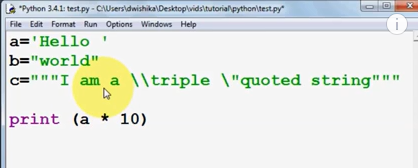 *Python 3.4.1: test.py - C:\Users\dwishika\Desktop\vids\tutorial\python\test.py*
File Edit Format Run Options Windows Help
a='Hello '
b="world"
c="""I am a \\triple \"quoted string"""
print (a * 10)